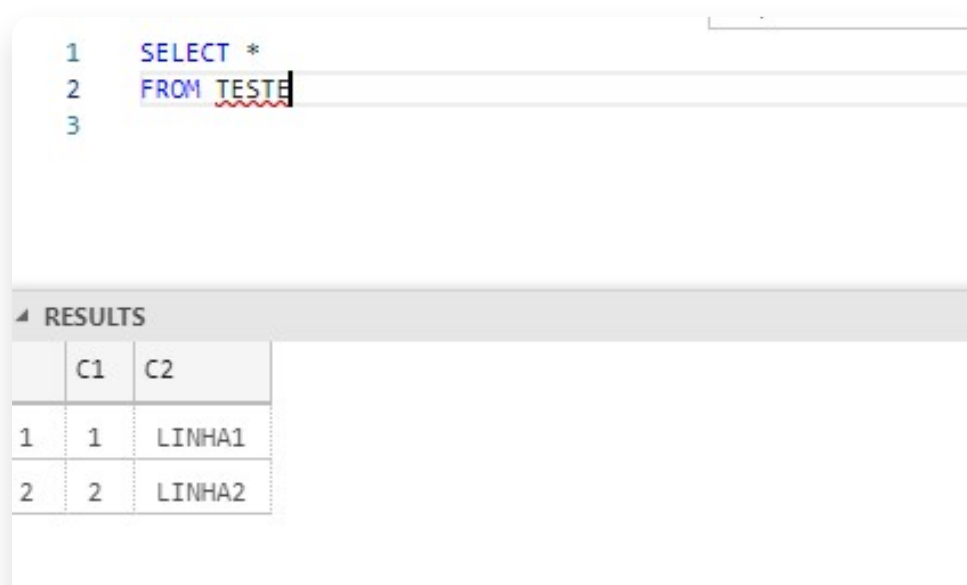 1 SELECT *
2 FROM TESTE
3
RESULTS
C1 C2
1 1 LINHA1
2 2 LINHA2